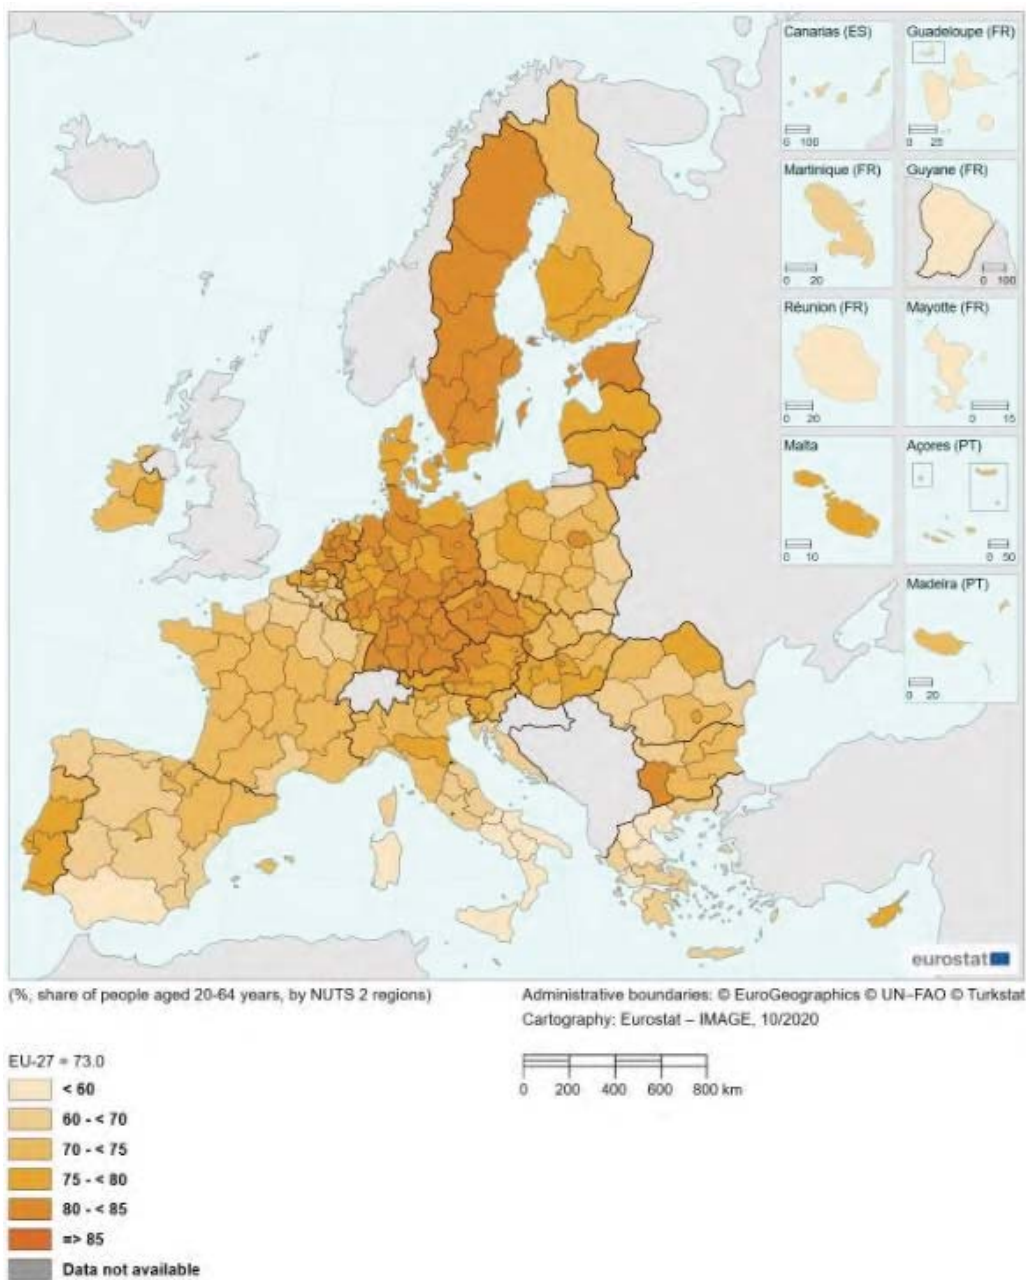 Canarias (ES)
0 100
Guadeloupe (FR)
0 25
Martinique (FR)
0 20
Guyane (FR)
0 100
Réunion (FR)
0 20
Mayotte (FR)
0 15
Malta
0 10
Açores (PT)
0 50
Madeira (PT)
0 20
eurostat
(%, share of people aged 20-64 years, by NUTS 2 regions)
Administrative boundaries: © EuroGeographics © UN–FAO © Turkstat
Cartography: Eurostat – IMAGE, 10/2020
EU-27 = 73.0
< 60
60 - < 70
70 - < 75
75 - < 80
80 - < 85
=> 85
Data not available
0 200 400 600 800 km